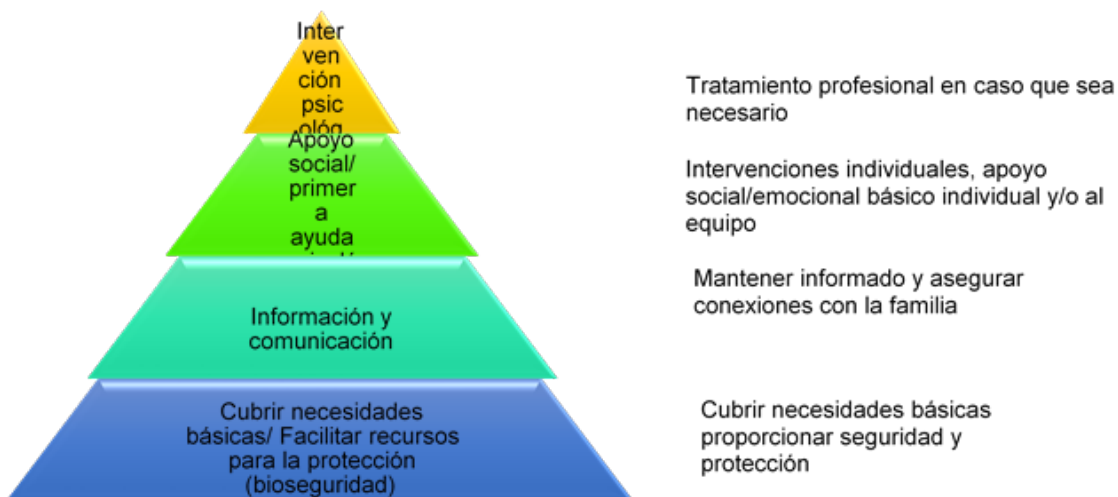 Inter
ven
ción
psic
ológ
Tratamiento profesional en caso que sea
necesario
Apoyo
social/
primer
a
ayuda
Intervenciones individuales, apoyo
social/emocional básico individual y/o al
equipo
Información y
comunicación
Mantener informado y asegurar
conexiones con la familia
Cubrir necesidades
básicas/ Facilitar recursos
para la protección
(bioseguridad)
Cubrir necesidades básicas
proporcionar seguridad y
protección